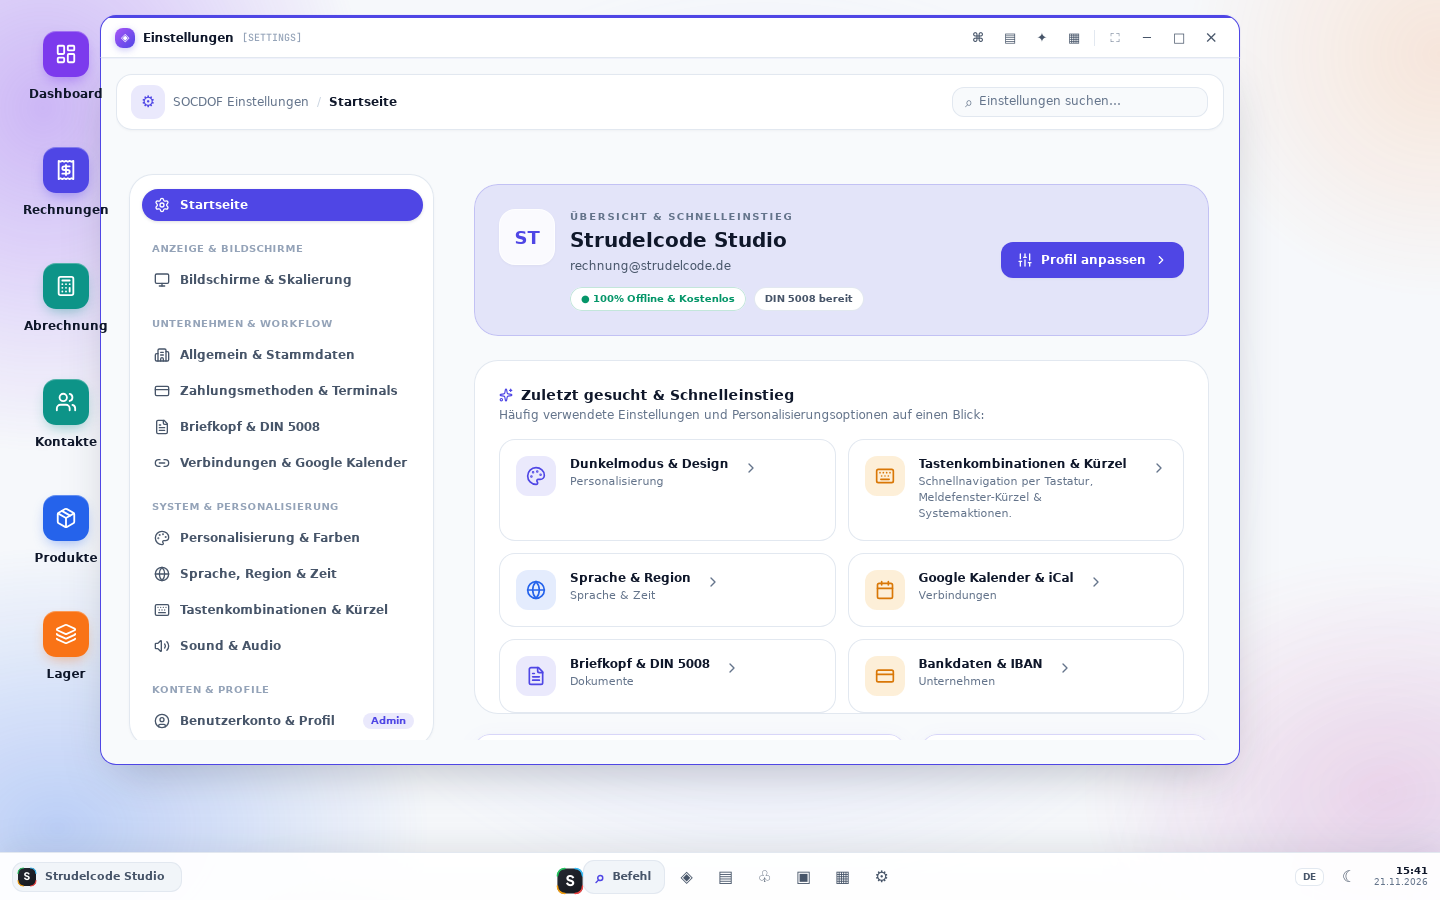 Dashboard
Rechnungen
Abrechnung
Kontakte
Produkte
Lager
Einstellungen [SETTINGS]
SOCDOF Einstellungen / Startseite
Einstellungen suchen...
Startseite
ANZEIGE & BILDSCHIRME
Bildschirme & Skalierung
UNTERNEHMEN & WORKFLOW
Allgemein & Stammdaten
Zahlungsmethoden & Terminals
Briefkopf & DIN 5008
Verbindungen & Google Kalender
SYSTEM & PERSONALISIERUNG
Personalisierung & Farben
Sprache, Region & Zeit
Tastenkombinationen & Kürzel
Sound & Audio
KONTEN & PROFILE
Benutzerkonto & Profil Admin
ST
ÜBERSICHT & SCHNELLEINSTIEG
Strudelcode Studio
rechnung@strudelcode.de
100% Offline & Kostenlos DIN 5008 bereit
Profil anpassen
Zuletzt gesucht & Schnelleinstieg
Häufig verwendete Einstellungen und Personalisierungsoptionen auf einen Blick:
Dunkelmodus & Design
Personalisierung
Tastenkombinationen & Kürzel
Schnellnavigation per Tastatur,
Meldefenster-Kürzel &
Systemaktionen.
Sprache & Region
Sprache & Zeit
Google Kalender & iCal
Verbindungen
Briefkopf & DIN 5008
Dokumente
Bankdaten & IBAN
Unternehmen
S Strudelcode Studio
S
Befehl
DE
15:41
21.11.2026